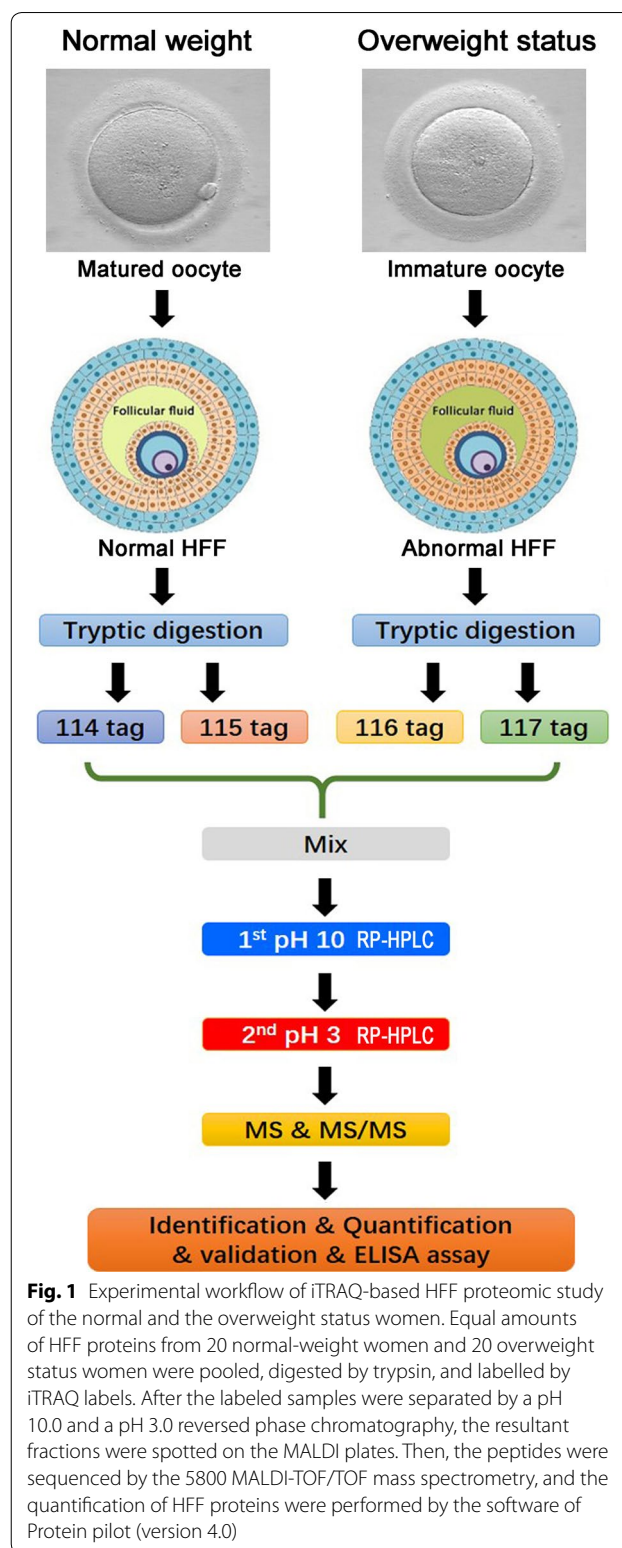 Normal weight Overweight status
Matured oocyte Immature oocyte
Follicular fluid Follicular fluid
Normal HFF Abnormal HFF
Tryptic digestion Tryptic digestion
114 tag 115 tag 116 tag 117 tag
Mix
1st pH 10 RP-HPLC
2nd pH 3 RP-HPLC
MS & MS/MS
Identification & Quantification
& validation & ELISA assay
Fig. 1 Experimental workflow of iTRAQ-based HFF proteomic study
of the normal and the overweight status women. Equal amounts
of HFF proteins from 20 normal-weight women and 20 overweight
status women were pooled, digested by trypsin, and labelled by
iTRAQ labels. After the labeled samples were separated by a pH
10.0 and a pH 3.0 reversed phase chromatography, the resultant
fractions were spotted on the MALDI plates. Then, the peptides were
sequenced by the 5800 MALDI-TOF/TOF mass spectrometry, and the
quantification of HFF proteins were performed by the software of
Protein pilot (version 4.0)